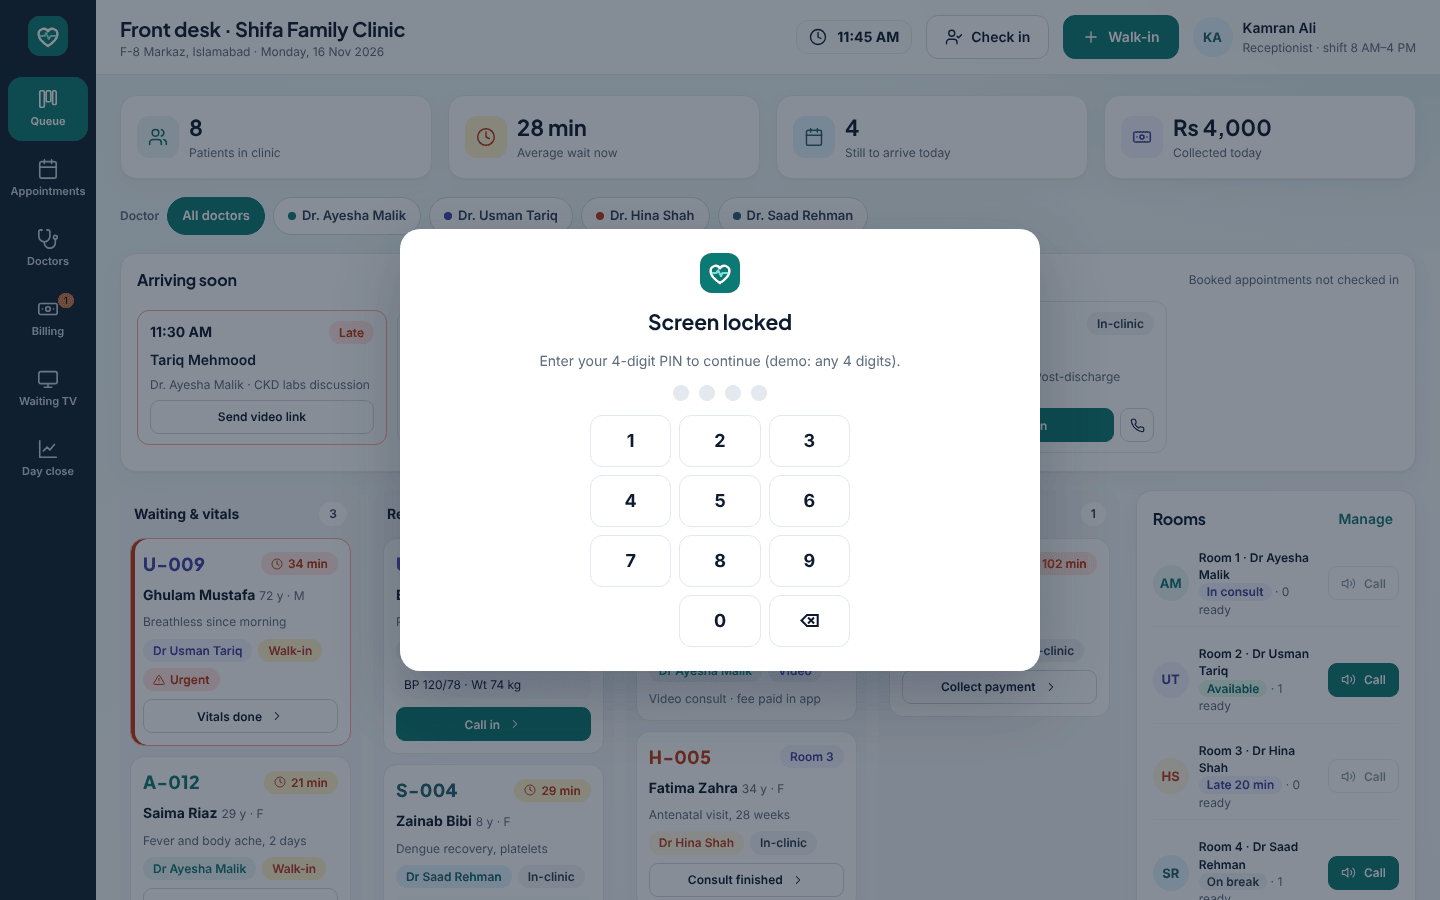 Front desk · Shifa Family Clinic
F-8 Markaz, Islamabad · Monday, 16 Nov 2026
11:45 AM
Check in
Walk-in
KA
Kamran Ali
Receptionist · shift 8 AM–4 PM
Queue
Appointments
Doctors
1
Billing
Waiting TV
Day close
8
Patients in clinic
28 min
Average wait now
4
Still to arrive today
Rs 4,000
Collected today
Doctor
All doctors
Dr. Ayesha Malik
Dr. Usman Tariq
Dr. Hina Shah
Dr. Saad Rehman
Arriving soon
Booked appointments not checked in
11:30 AM
Late
Tariq Mehmood
Dr. Ayesha Malik · CKD labs discussion
Send video link
In-clinic
Post-discharge
Screen locked
Enter your 4-digit PIN to continue (demo: any 4 digits).
1
2
3
4
5
6
7
8
9
0
Waiting & vitals
3
U-009
34 min
Ghulam Mustafa 72 y · M
Breathless since morning
Dr Usman Tariq
Walk-in
Urgent
Vitals done
A-012
21 min
Saima Riaz 29 y · F
Fever and body ache, 2 days
Dr Ayesha Malik
Walk-in
BP 120/78 · Wt 74 kg
Call in
S-004
29 min
Zainab Bibi 8 y · F
Dengue recovery, platelets
Dr Saad Rehman
In-clinic
Dr Ayesha Malik
Video
Video consult · fee paid in app
H-005
Room 3
Fatima Zahra 34 y · F
Antenatal visit, 28 weeks
Dr Hina Shah
In-clinic
Consult finished
1
102 min
-clinic
Collect payment
Rooms
Manage
AM
Room 1 · Dr Ayesha
Malik
In consult · 0
ready
Call
UT
Room 2 · Dr Usman
Tariq
Available · 1
ready
Call
HS
Room 3 · Dr Hina
Shah
Late 20 min · 0
ready
Call
SR
Room 4 · Dr Saad
Rehman
On break · 1
ready
Call